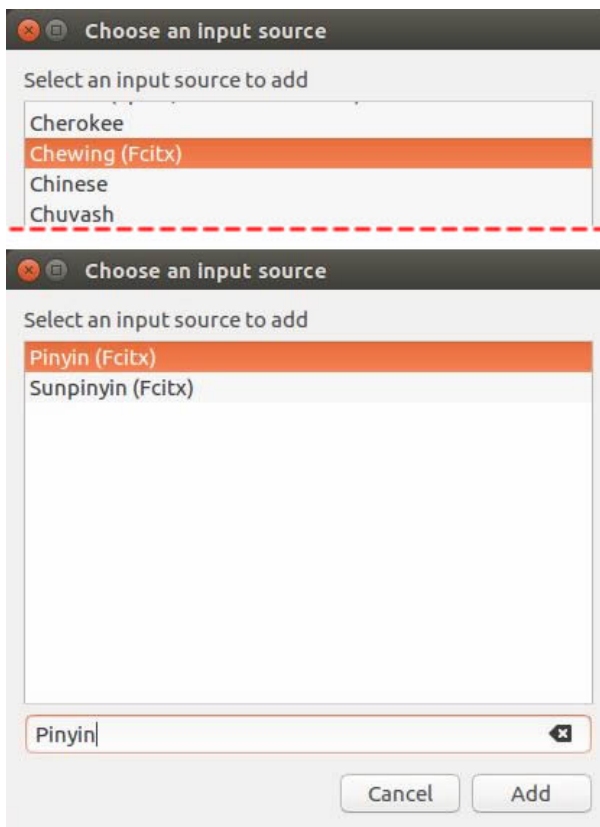 Choose an input source
Select an input source to add
Cherokee
Chewing (Fcitx)
Chinese
Chuvash
Choose an input source
Select an input source to add
Pinyin (Fcitx)
Sunpinyin (Fcitx)
Pinyin
Cancel Add